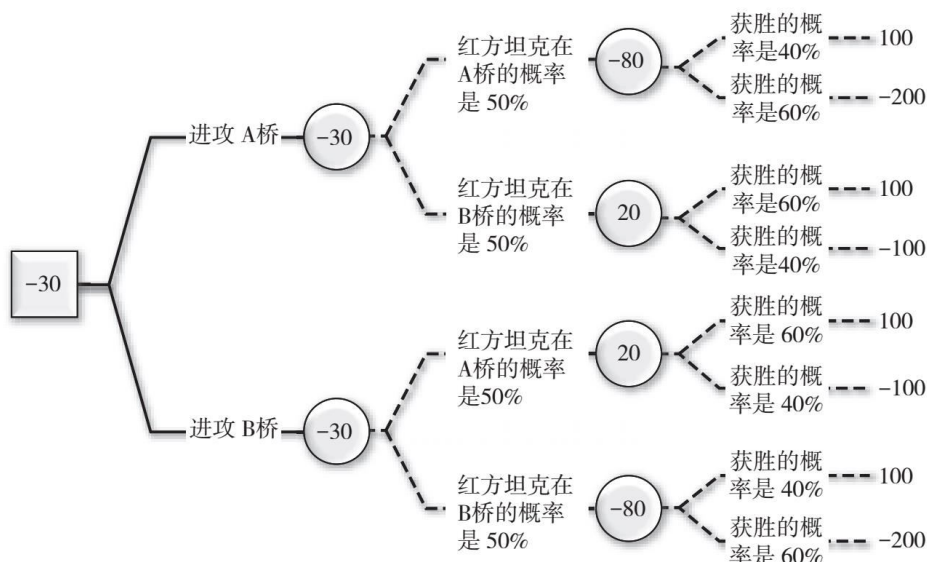 获胜的概
率是40%
100
红方坦克在
A桥的概率
是 50%
-80
获胜的概
率是60%
-200
进攻 A桥
-30
红方坦克在
B桥的概率
是 50%
20
获胜的概
率是60%
100
获胜的概
率是40%
-100
-30
红方坦克在
A桥的概率
是50%
20
获胜的概
率是 60%
100
获胜的概
率是 40%
-100
进攻 B桥
-30
红方坦克在
B桥的概率
是 50%
-80
获胜的概
率是 40%
100
获胜的概
率是 60%
-200